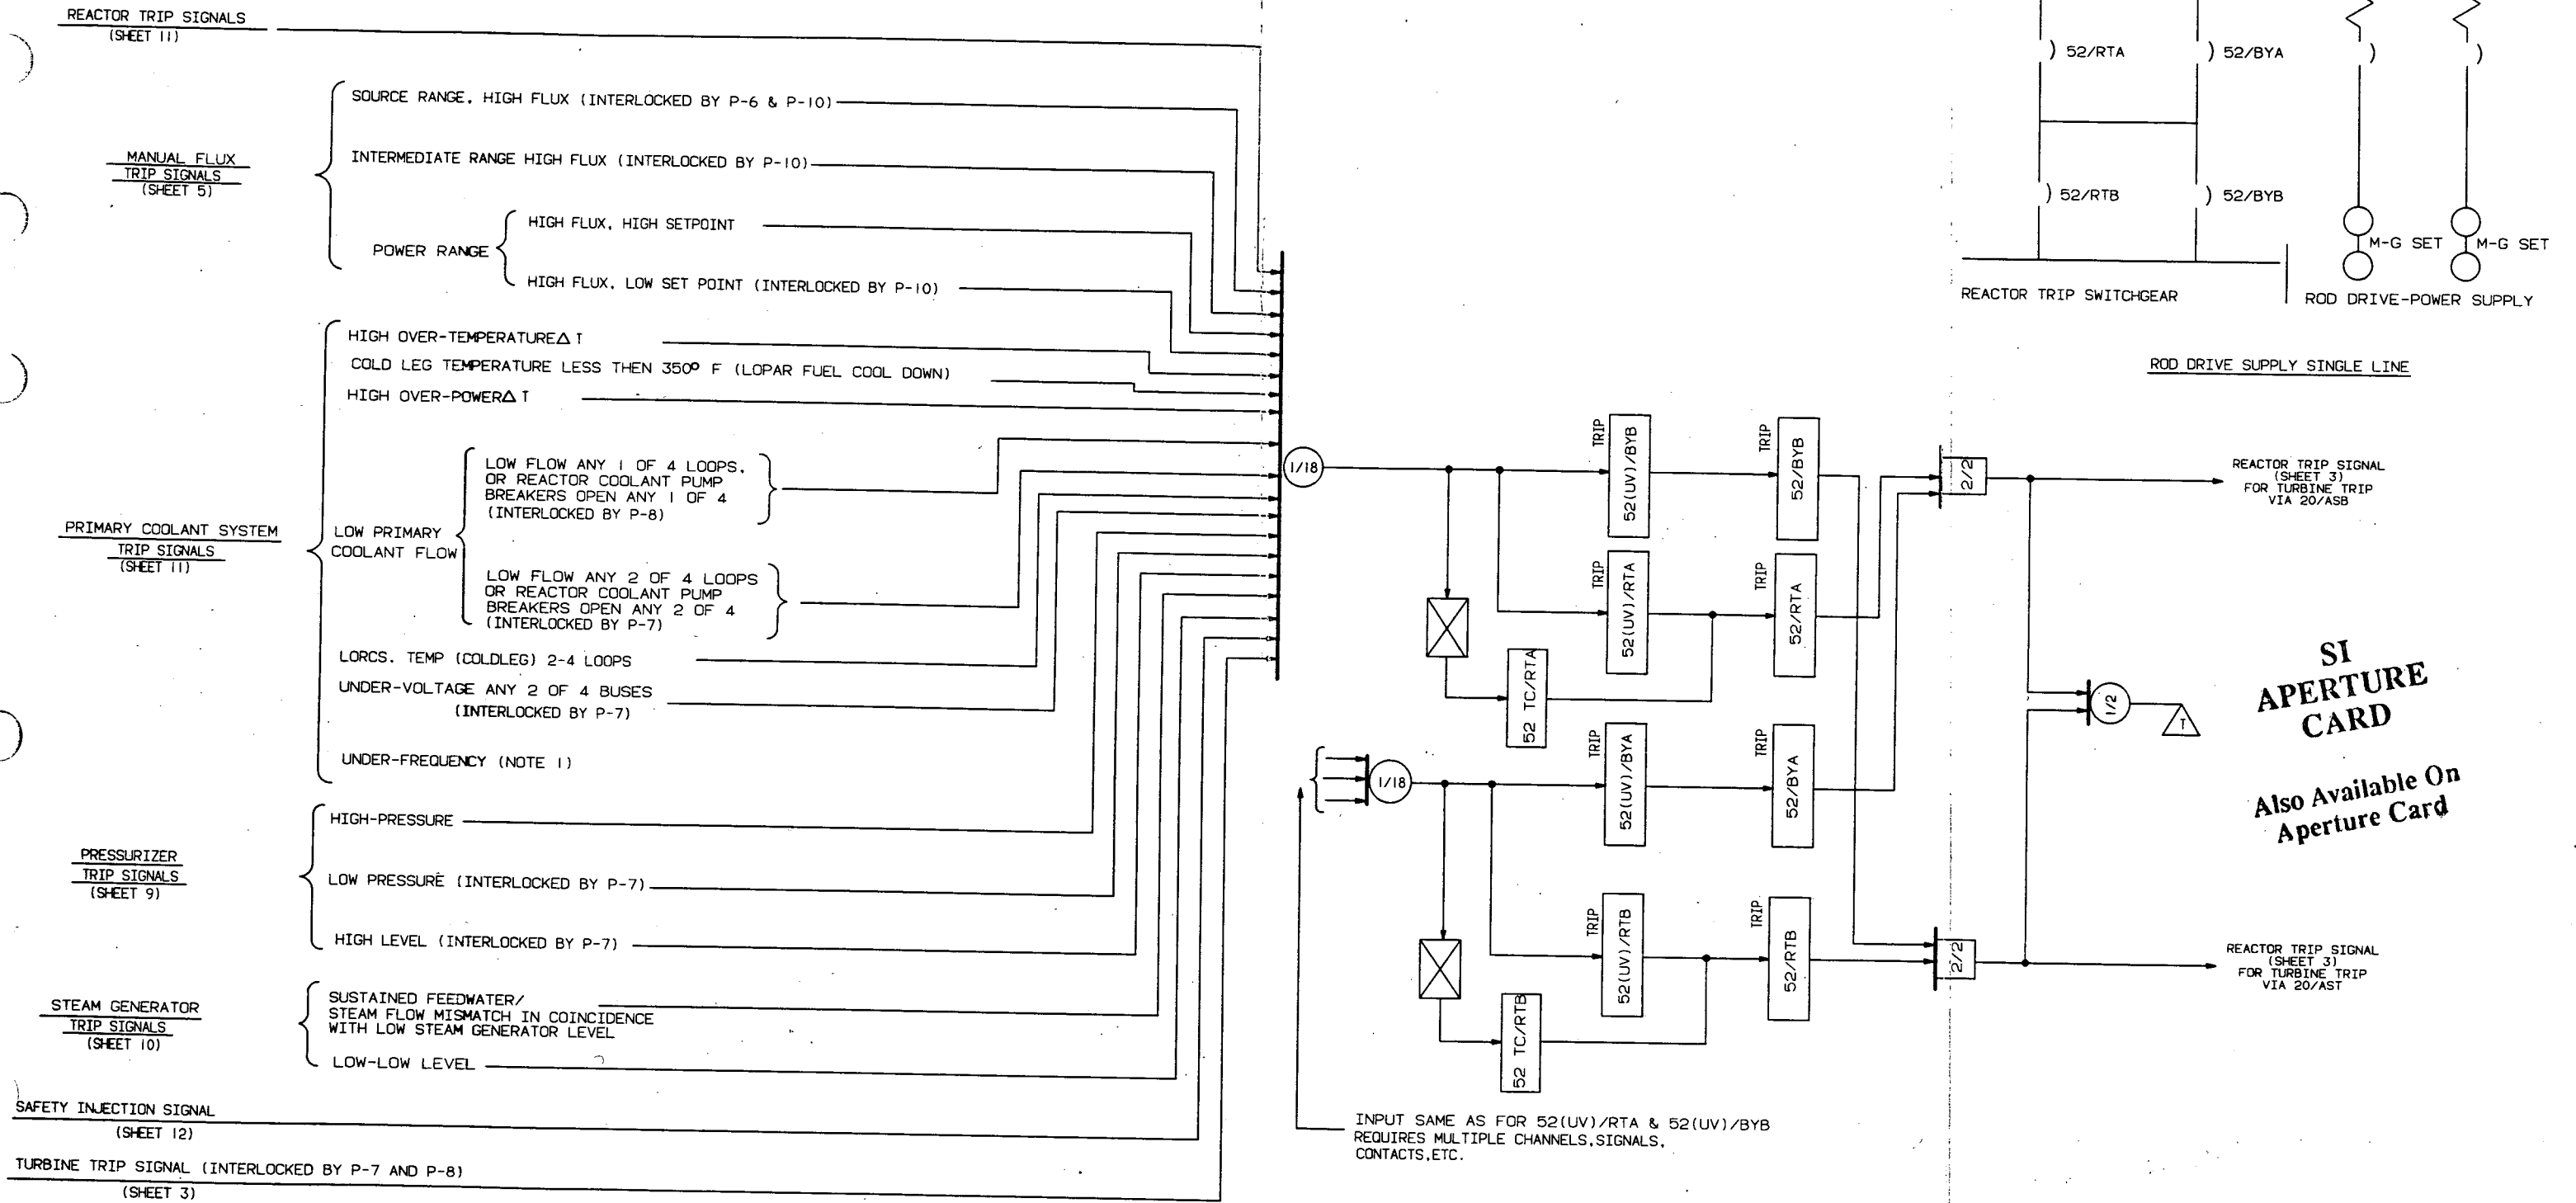 REACTOR TRIP SIGNALS
(SHEET 11)
MANUAL FLUX
TRIP SIGNALS
(SHEET 5)
SOURCE RANGE, HIGH FLUX (INTERLOCKED BY P-6 & P-10)
INTERMEDIATE RANGE HIGH FLUX (INTERLOCKED BY P-10)
POWER RANGE
HIGH FLUX, HIGH SETPOINT
HIGH FLUX, LOW SET POINT (INTERLOCKED BY P-10)
PRIMARY COOLANT SYSTEM
TRIP SIGNALS
(SHEET 11)
HIGH OVER-TEMPERATURE△ T
COLD LEG TEMPERATURE LESS THEN 350° F (LOPAR FUEL COOL DOWN)
HIGH OVER-POWER△ T
LOW PRIMARY
COOLANT FLOW
LOW FLOW ANY 1 OF 4 LOOPS,
OR REACTOR COOLANT PUMP
BREAKERS OPEN ANY 1 OF 4
(INTERLOCKED BY P-8)
LOW FLOW ANY 2 OF 4 LOOPS
OR REACTOR COOLANT PUMP
BREAKERS OPEN ANY 2 OF 4
(INTERLOCKED BY P-7)
LORCS. TEMP (COLDLEG) 2-4 LOOPS
UNDER-VOLTAGE ANY 2 OF 4 BUSES
(INTERLOCKED BY P-7)
UNDER-FREQUENCY (NOTE 1)
PRESSURIZER
TRIP SIGNALS
(SHEET 9)
HIGH-PRESSURE
LOW PRESSURE (INTERLOCKED BY P-7)
HIGH LEVEL (INTERLOCKED BY P-7)
STEAM GENERATOR
TRIP SIGNALS
(SHEET 10)
SUSTAINED FEEDWATER/
STEAM FLOW MISMATCH IN COINCIDENCE
WITH LOW STEAM GENERATOR LEVEL
LOW-LOW LEVEL
SAFETY INJECTION SIGNAL
(SHEET 12)
TURBINE TRIP SIGNAL (INTERLOCKED BY P-7 AND P-8)
(SHEET 3)
1/18
TRIP
52(UV)/BYB
TRIP
52/BYB
TRIP
52(UV)/RTA
TRIP
52/RTA
52 TC/RTA
1/18
TRIP
52(UV)/BYA
TRIP
52/BYA
TRIP
52(UV)/RTB
TRIP
52/RTB
52 TC/RTB
INPUT SAME AS FOR 52(UV)/RTA & 52(UV)/BYB
REQUIRES MULTIPLE CHANNELS,SIGNALS,
CONTACTS,ETC.
52/RTA
52/BYA
52/RTB
52/BYB
M-G SET
M-G SET
REACTOR TRIP SWITCHGEAR
ROD DRIVE-POWER SUPPLY
ROD DRIVE SUPPLY SINGLE LINE
2/2
REACTOR TRIP SIGNAL
(SHEET 3)
FOR TURBINE TRIP
VIA 20/ASB
1/2
T
2/2
REACTOR TRIP SIGNAL
(SHEET 3)
FOR TURBINE TRIP
VIA 20/AST
SI
APERTURE
CARD
Also Available On
Aperture Card